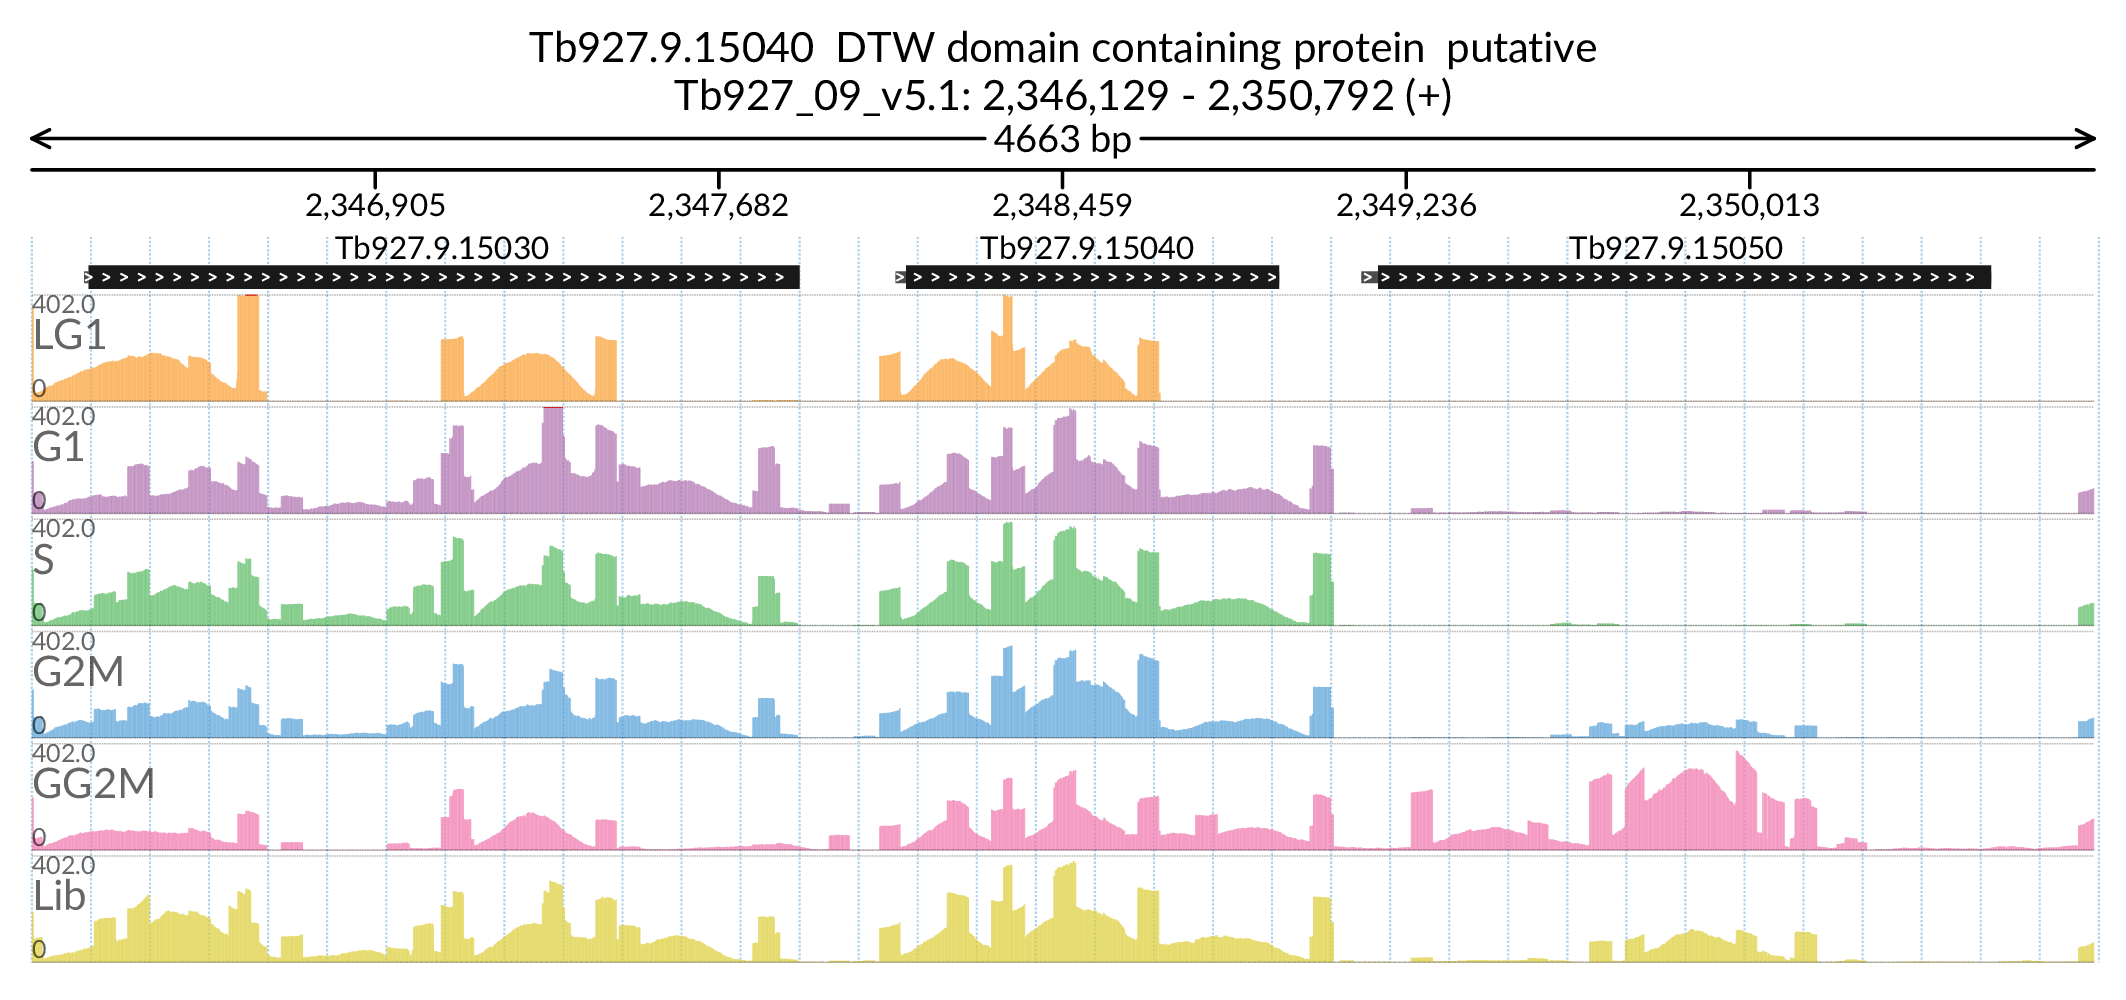 Tb927.9.15040  DTW domain containing protein  putative
Tb927_09_v5.1: 2,346,129 - 2,350,792 (+)
4663 bp
2,346,905 2,347,682 2,348,459 2,349,236 2,350,013
Tb927.9.15030 Tb927.9.15040 Tb927.9.15050
402.0
LG1
0
402.0
G1
0
402.0
S
0
402.0
G2M
0
402.0
GG2M
0
402.0
Lib
0